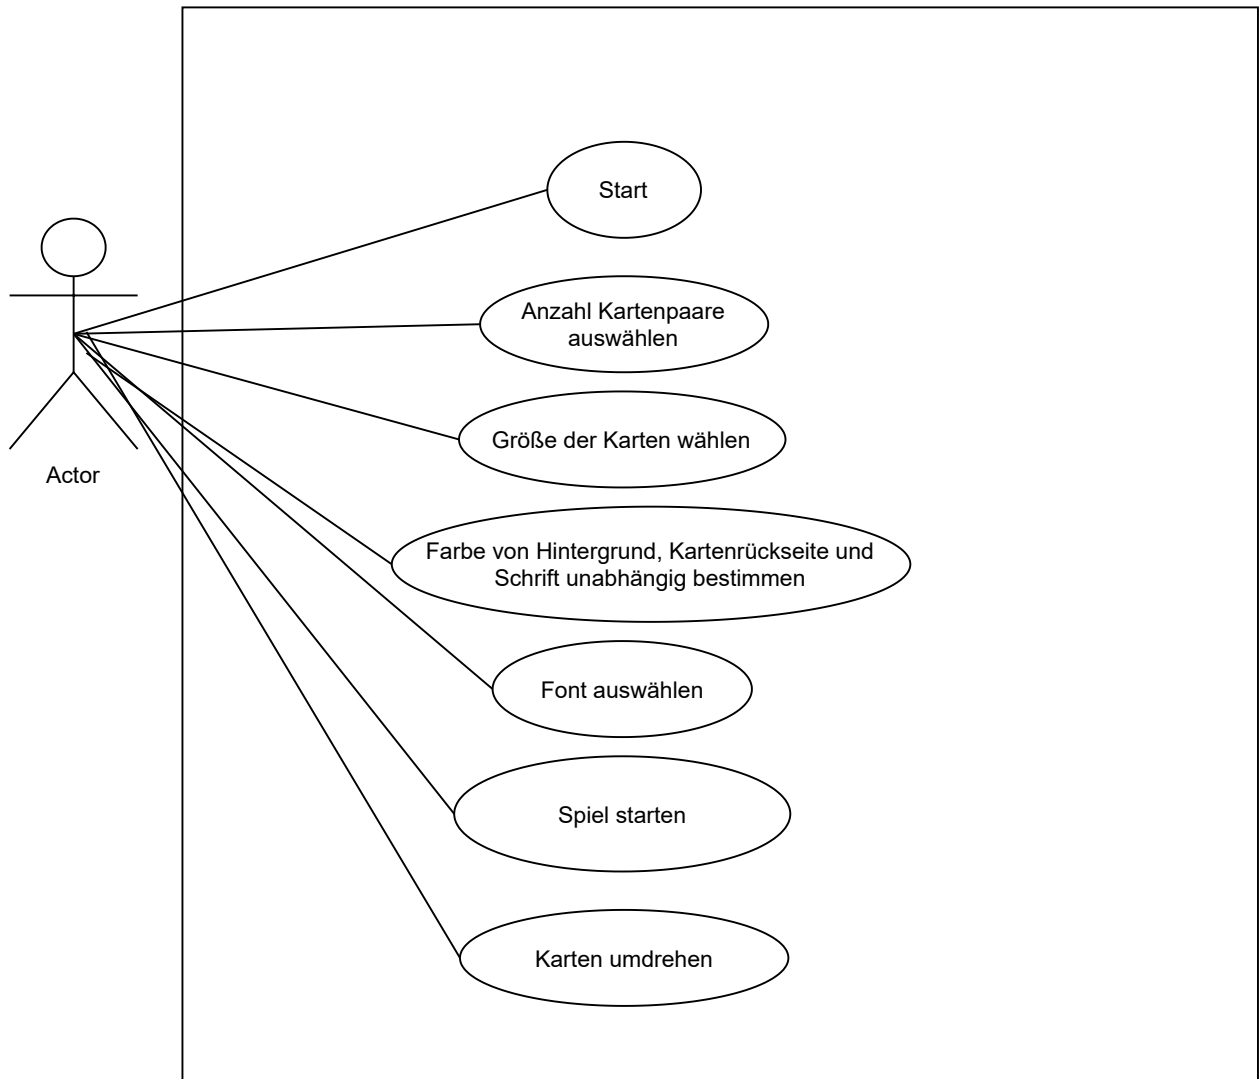 Start
Anzahl Kartenpaare
auswählen
Größe der Karten wählen
Actor
Farbe von Hintergrund, Kartenrückseite und
Schrift unabhängig bestimmen
Font auswählen
Spiel starten
Karten umdrehen